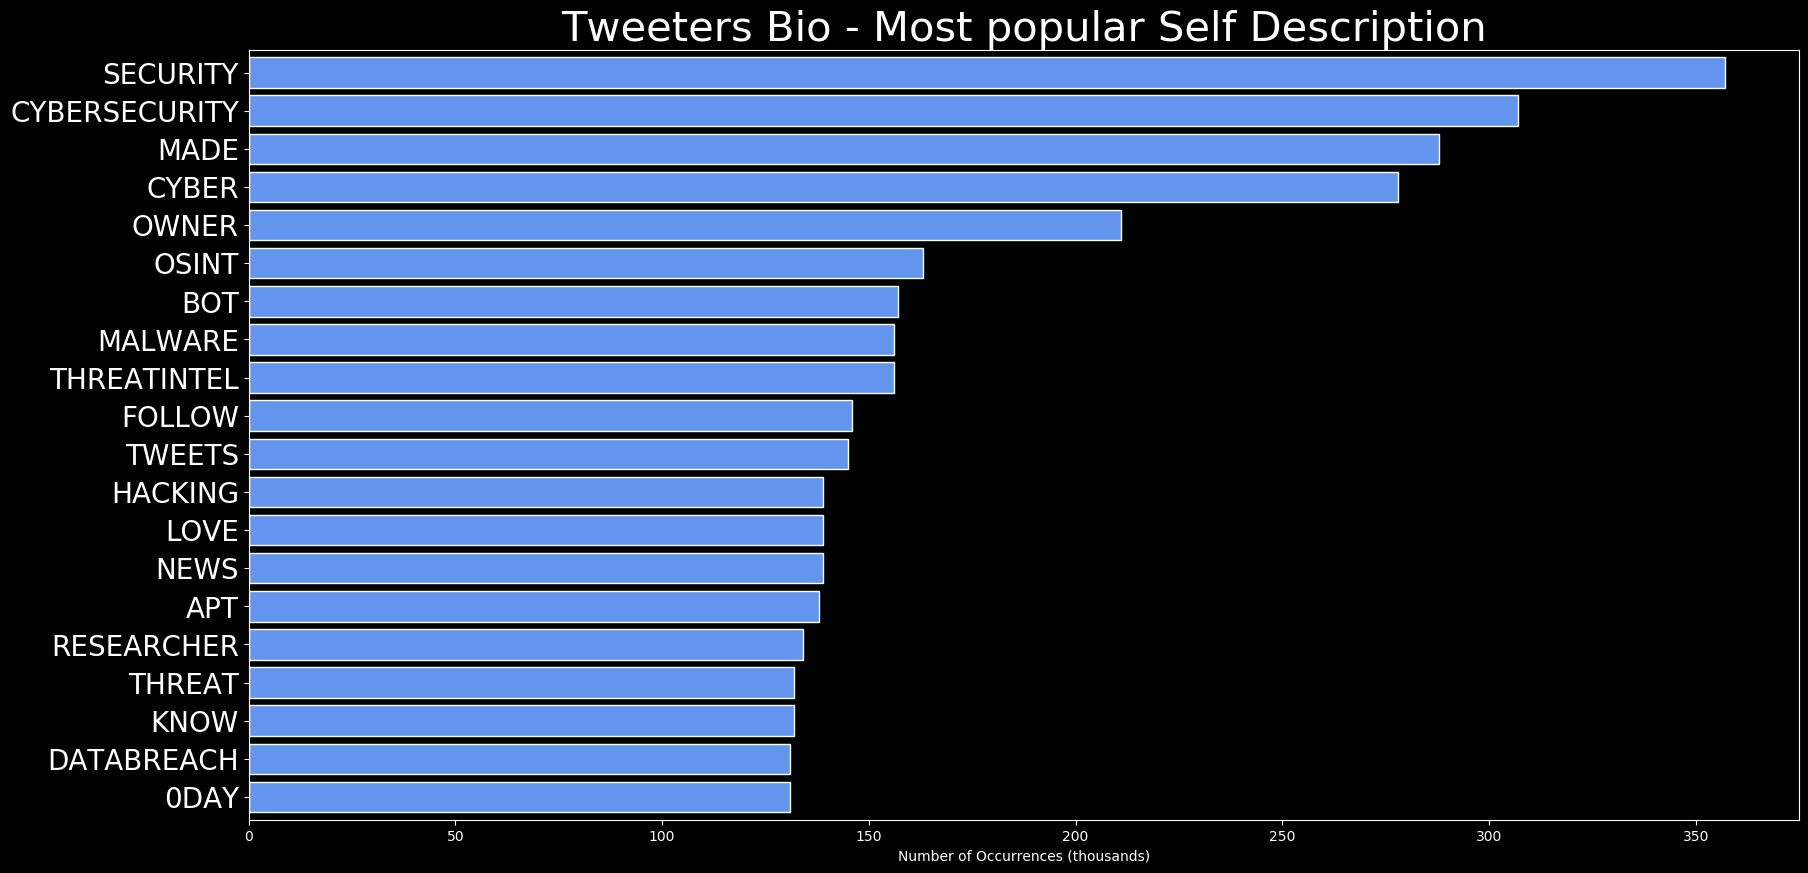 Tweeters Bio - Most popular Self Description
SECURITY
CYBERSECURITY
MADE
CYBER
OWNER
OSINT
BOT
MALWARE
THREATINTEL
FOLLOW
TWEETS
HACKING
LOVE
NEWS
APT
RESEARCHER
THREAT
KNOW
DATABREACH
0DAY
0 50 100 150 200 250 300 350
Number of Occurrences (thousands)